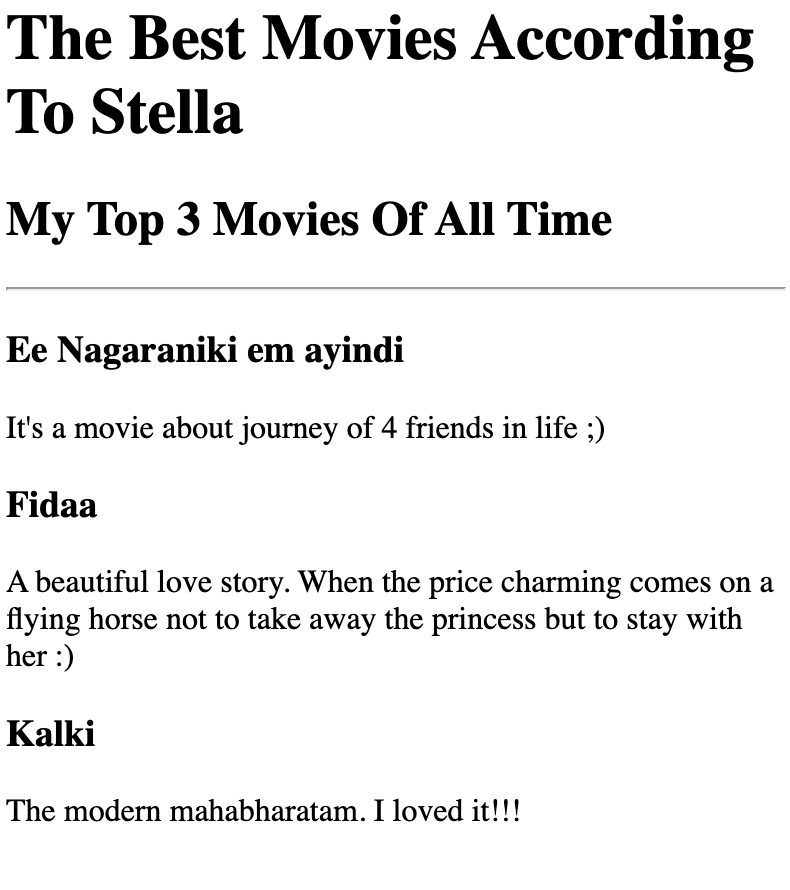 The Best Movies According
To Stella
My Top 3 Movies Of All Time
Ee Nagaraniki em ayindi
It's a movie about journey of 4 friends in life ;)
Fidaa
A beautiful love story. When the price charming comes on a
flying horse not to take away the princess but to stay with
her :)
Kalki
The modern mahabharatam. I loved it!!!